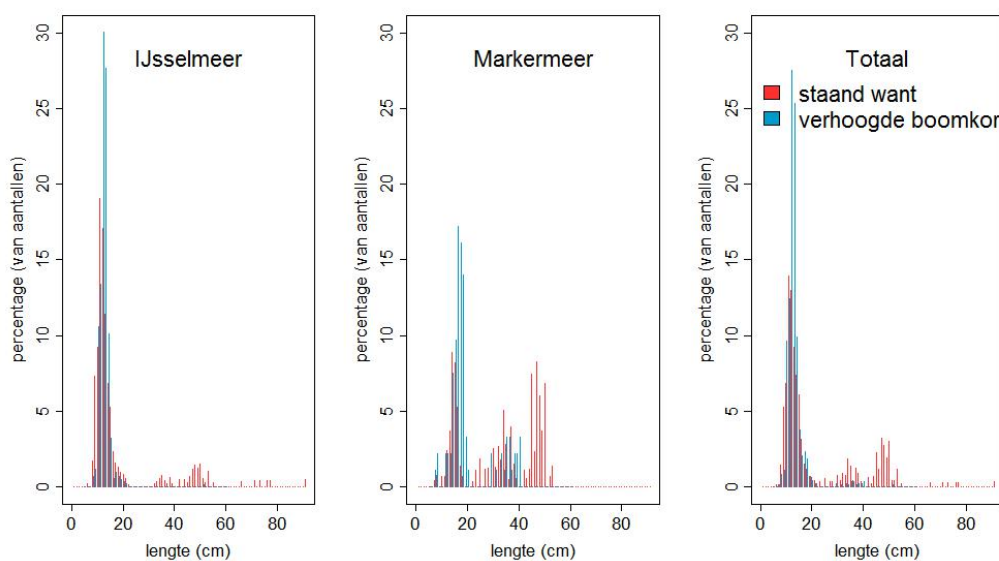 IJsselmeer
percentage (van aantallen)
30
25
20
15
10
5
0
0 20 40 60 80
lengte (cm)
Markermeer
percentage (van aantallen)
30
25
20
15
10
5
0
0 20 40 60 80
lengte (cm)
Totaal
staand want
verhoogde boomkor
percentage (van aantallen)
30
25
20
15
10
5
0
0 20 40 60 80
lengte (cm)